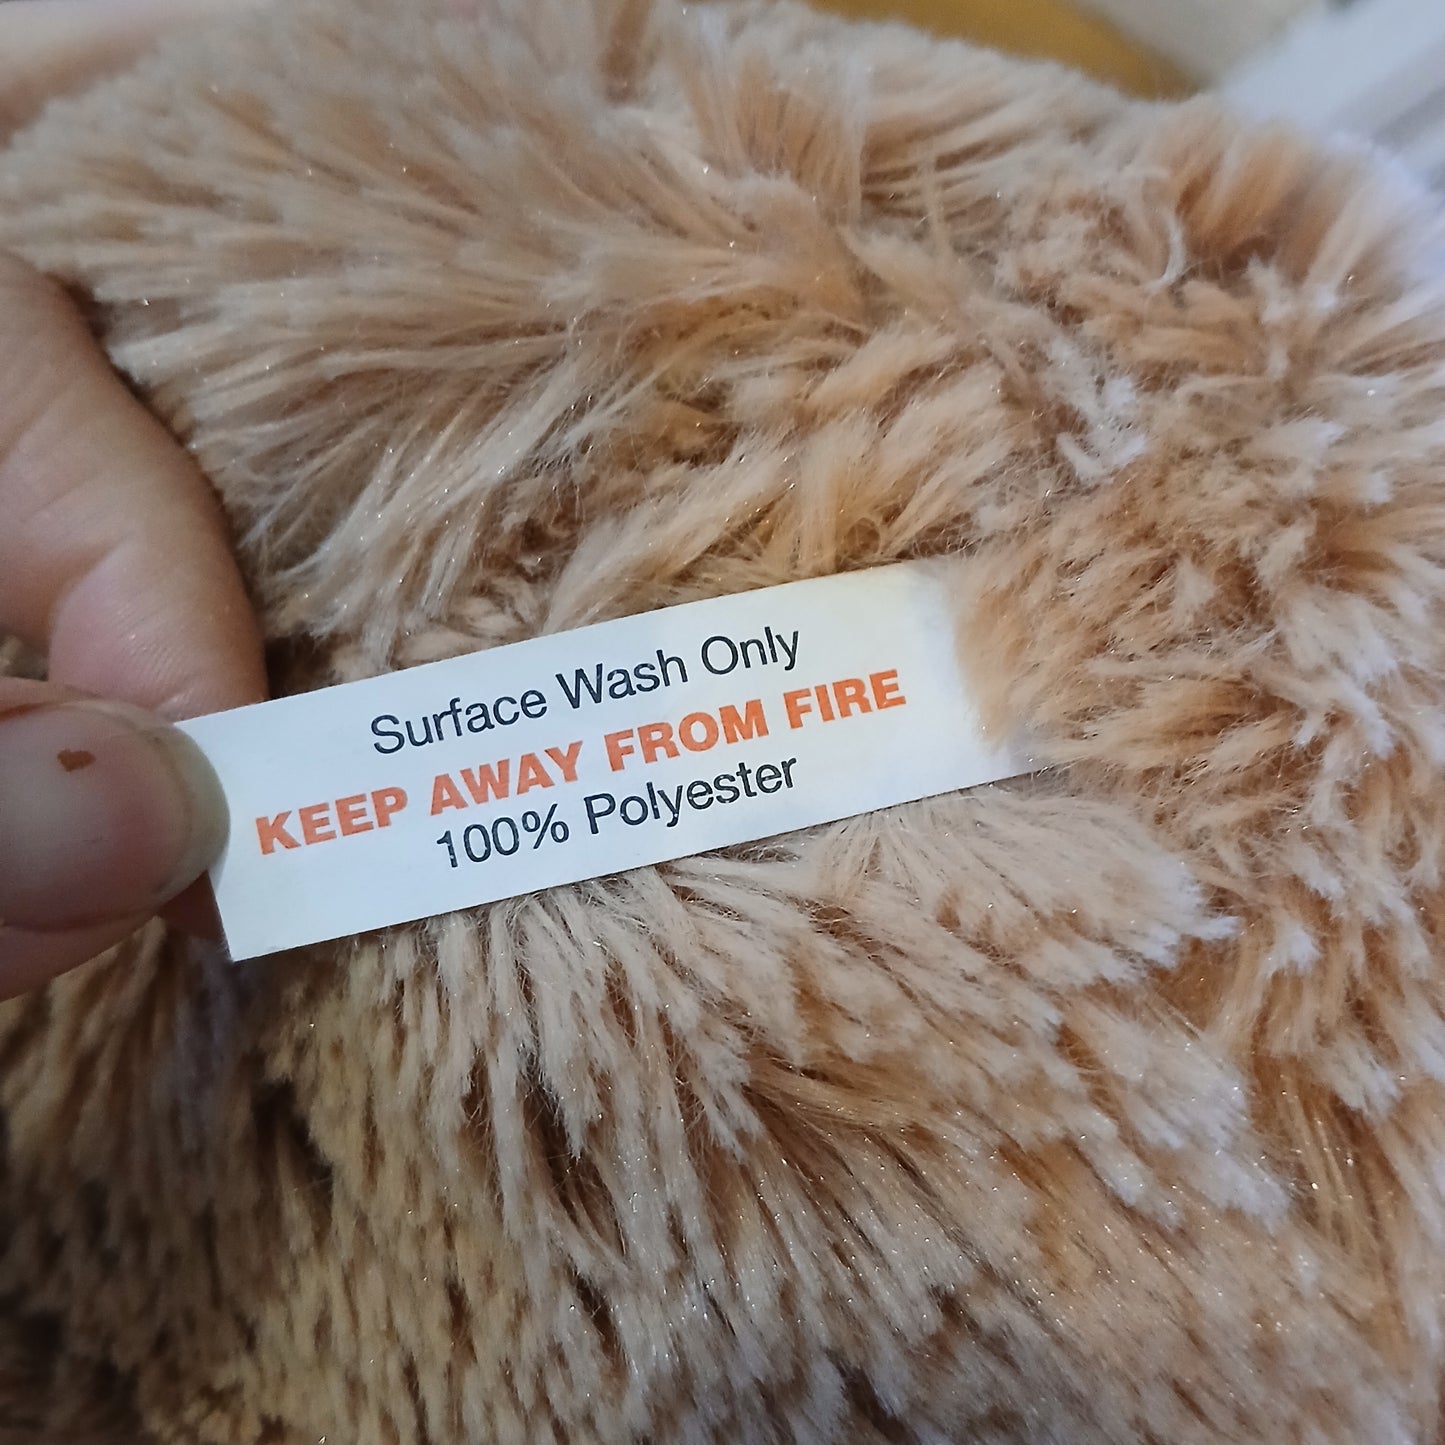 Surface Wash Only
KEEP AWAY FROM FIRE
100% Polyester